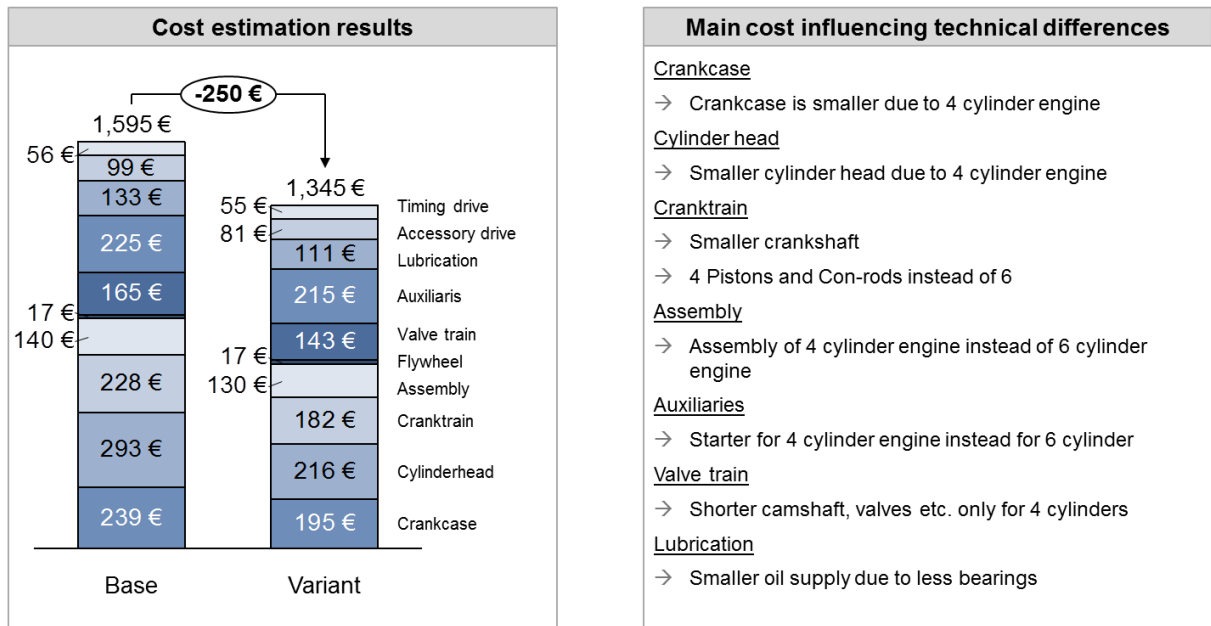 Cost estimation results
-250 €
1,595 €
56 €
99 €
133 €
225 €
165 €
17 €
140 €
228 €
293 €
239 €
Base
1,345 €
55 €
81 €
111 €
215 €
143 €
17 €
130 €
182 €
216 €
195 €
Variant
Timing drive
Accessory drive
Lubrication
Auxiliaris
Valve train
Flywheel
Assembly
Cranktrain
Cylinderhead
Crankcase
Main cost influencing technical differences
Crankcase
→ Crankcase is smaller due to 4 cylinder engine
Cylinder head
→ Smaller cylinder head due to 4 cylinder engine
Cranktrain
→ Smaller crankshaft
→ 4 Pistons and Con-rods instead of 6
Assembly
→ Assembly of 4 cylinder engine instead of 6 cylinder
engine
Auxiliaries
→ Starter for 4 cylinder engine instead for 6 cylinder
Valve train
→ Shorter camshaft, valves etc. only for 4 cylinders
Lubrication
→ Smaller oil supply due to less bearings